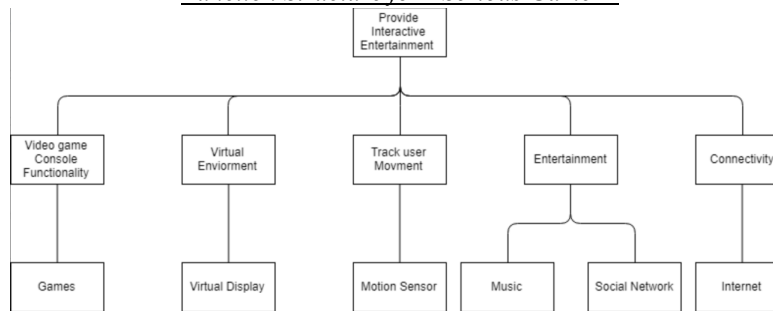 Provide
Interactive
Entertainment
Video game
Console
Functionality
Virtual
Enviorment
Track user
Movment
Entertainment
Connectivity
Games
Virtual Display
Motion Sensor
Music
Social Network
Internet